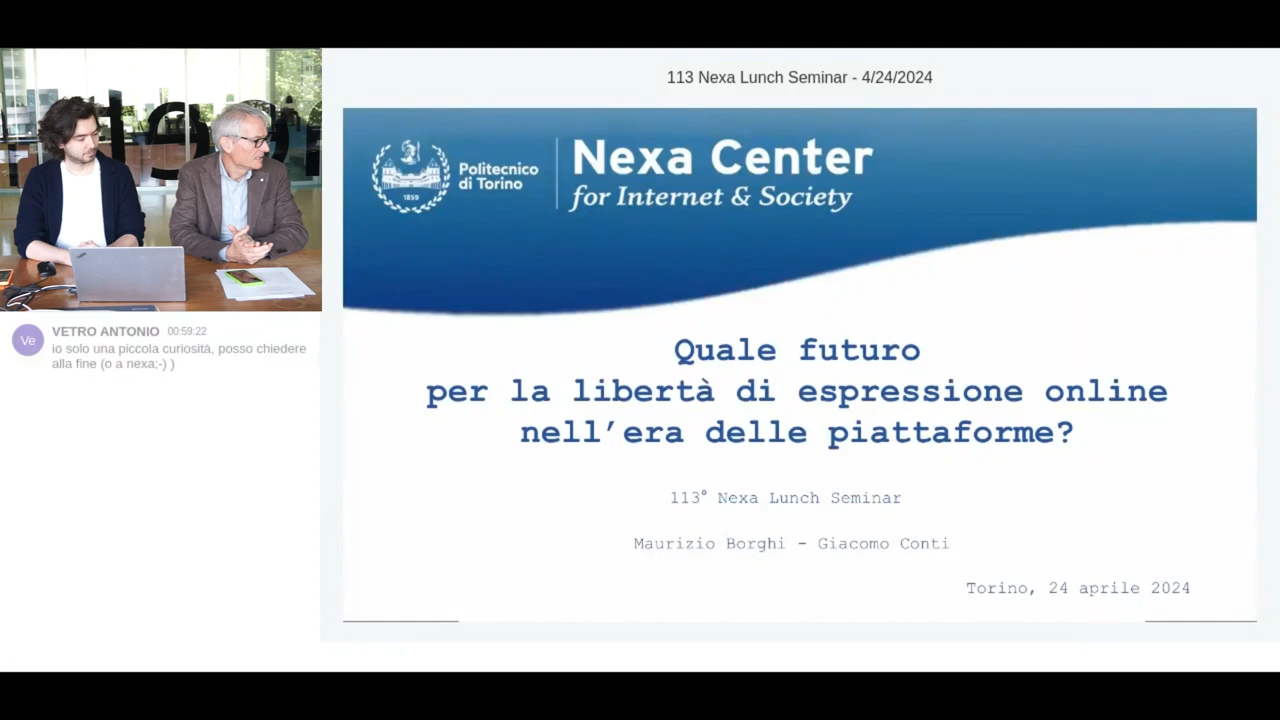 113 Nexa Lunch Seminar - 4/24/2024
Politecnico
di Torino
1859
Nexa Center
for Internet & Society
Quale futuro
per la libertà di espressione online
nell’era delle piattaforme?
113° Nexa Lunch Seminar
Maurizio Borghi – Giacomo Conti
Torino, 24 aprile 2024
Ve
VETRO ANTONIO 00:59:22
io solo una piccola curiosità, posso chiedere
alla fine (o a nexa;-) )